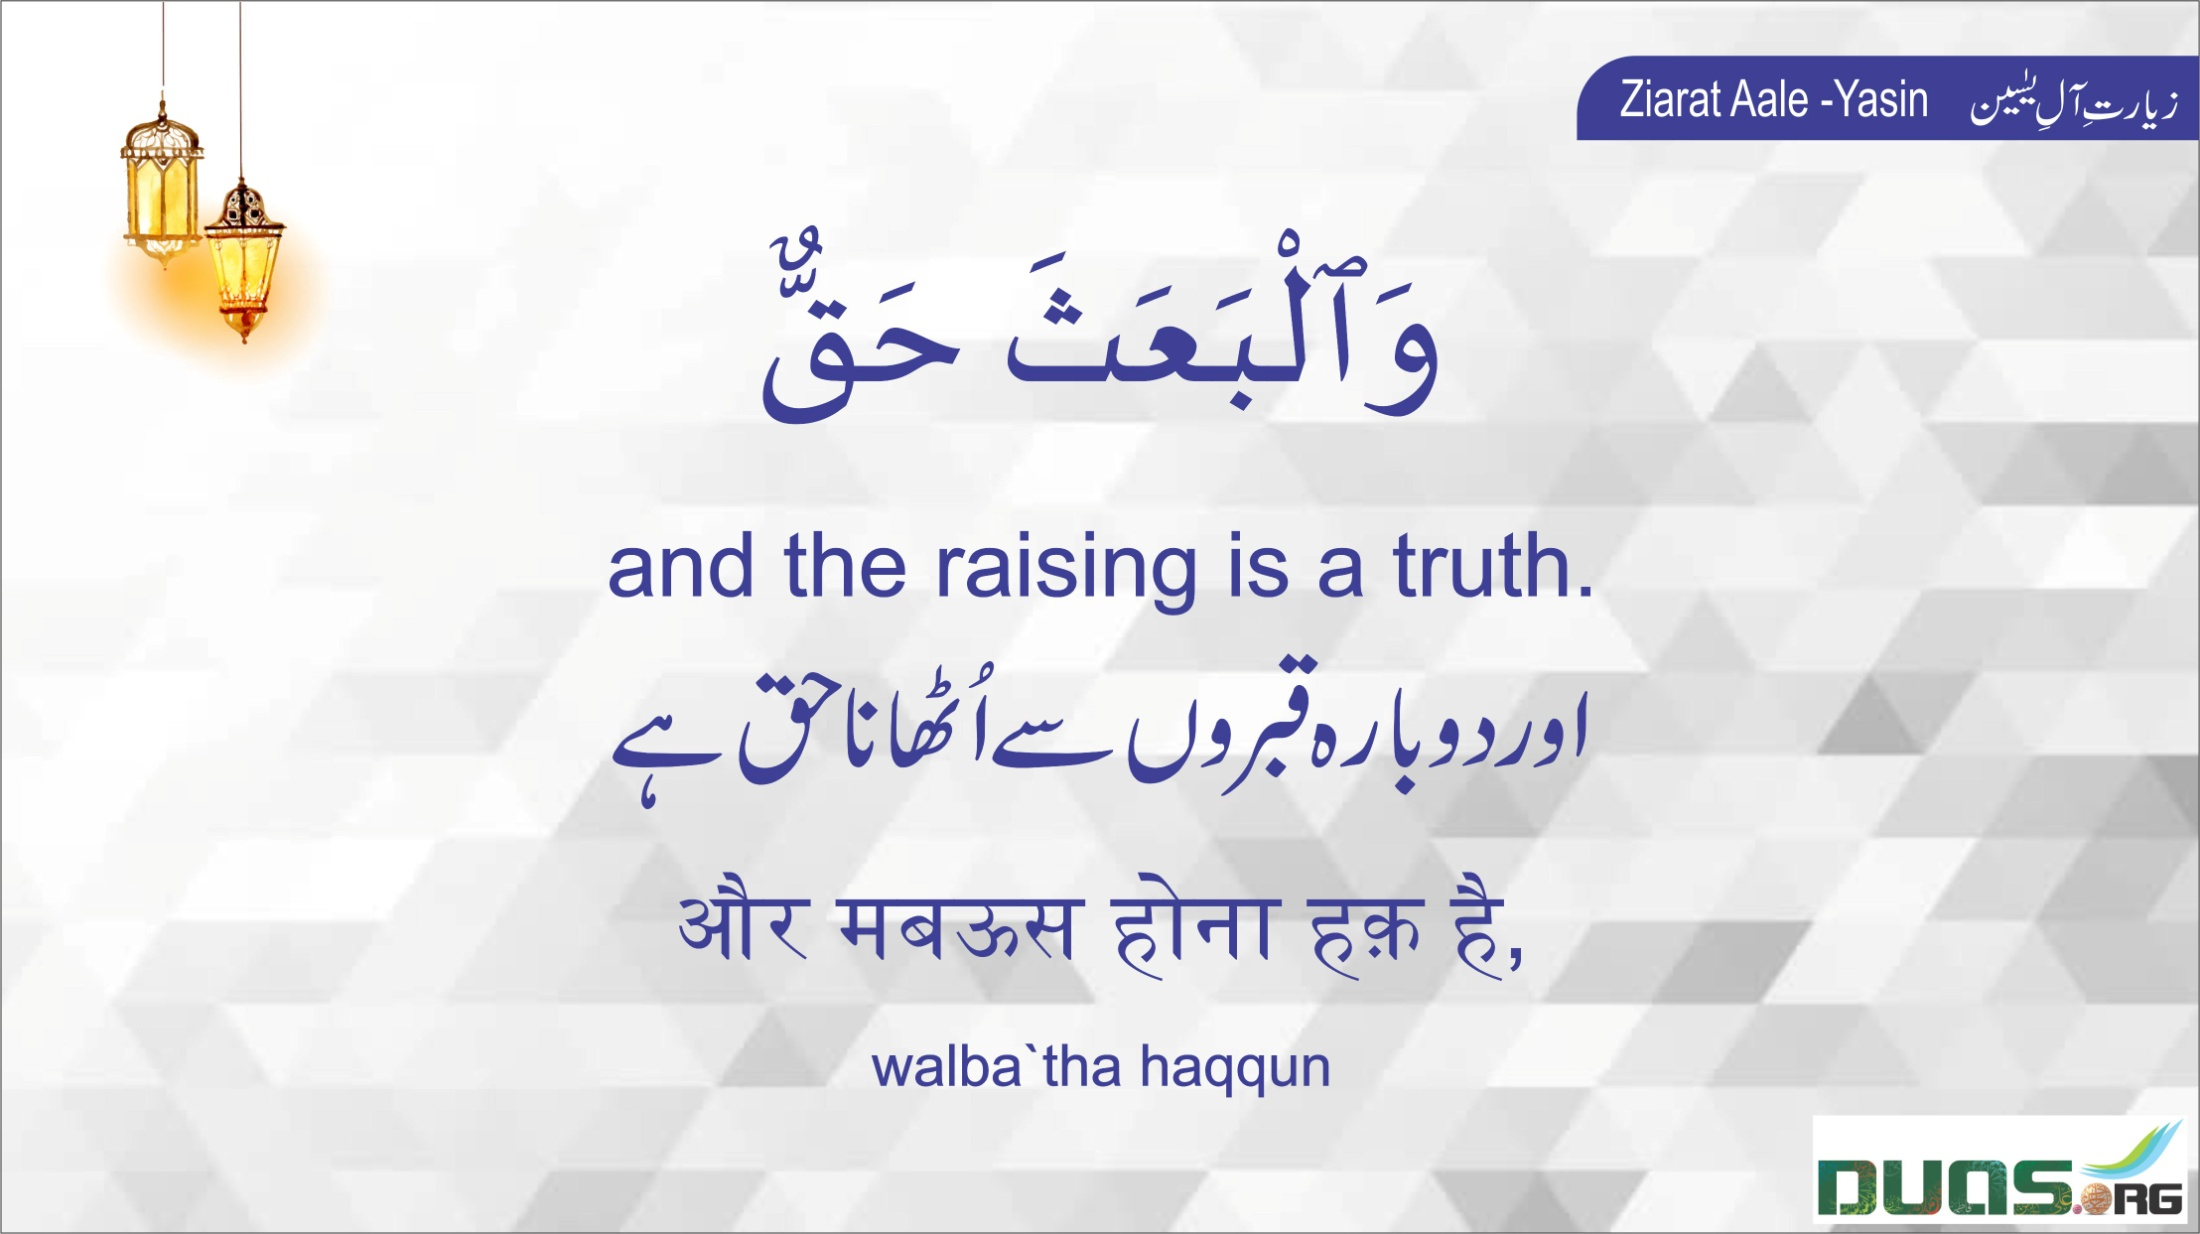 Ziarat Aale -Yasin زیارتِ آلِ یٰسین
وَٱلْبَعَثَ حَقٌّ
and the raising is a truth.
اور دوبارہ قبروں سے اُٹھانا حق ہے
और मबऊस होना हक़ है,
walba`tha haqqun
DUAS.ORG